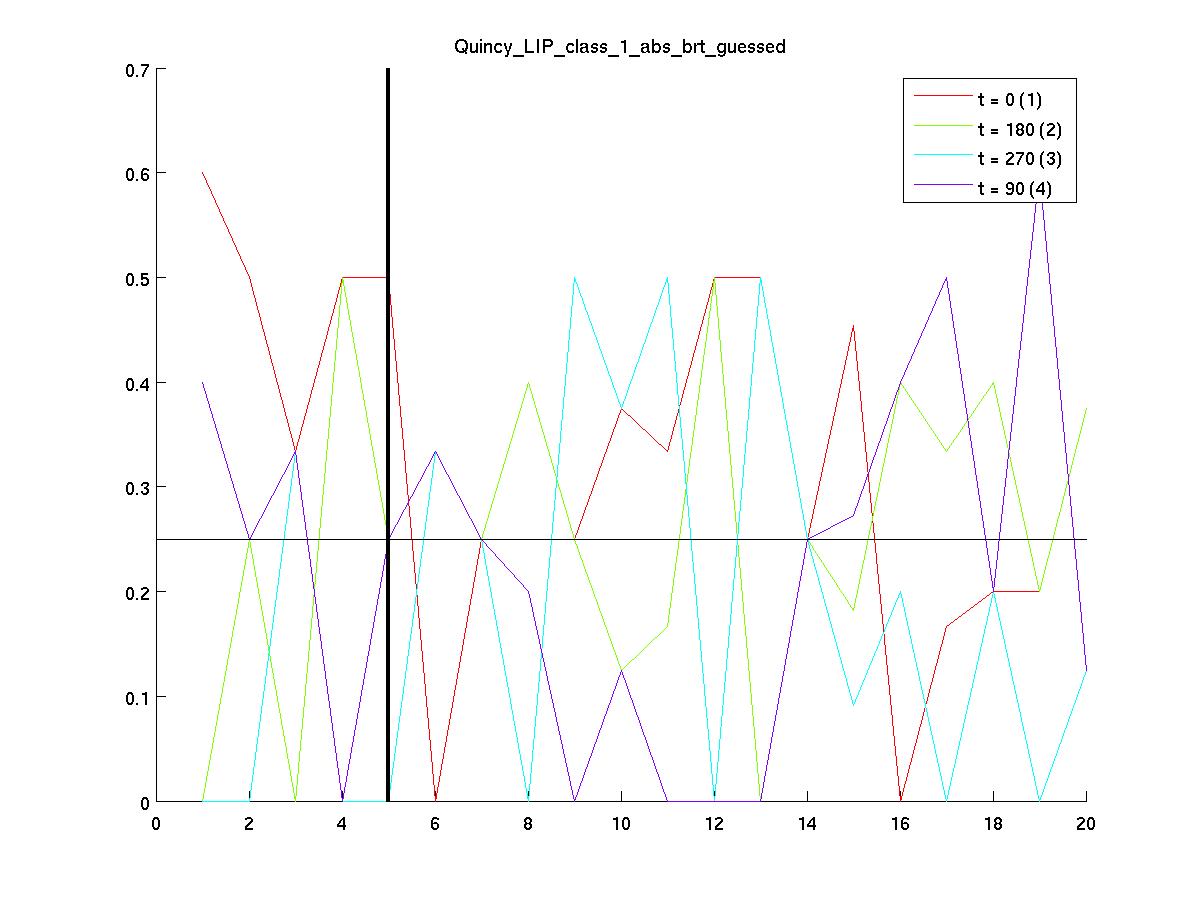 Quincy_LIP_class_1_abs_brt_guessed
0.7
0.6
0.5
0.4
0.3
0.2
0.1
0
t = 0 (1)
t = 180 (2)
t = 270 (3)
t = 90 (4)
0 2 4 6 8 10 12 14 16 18 20